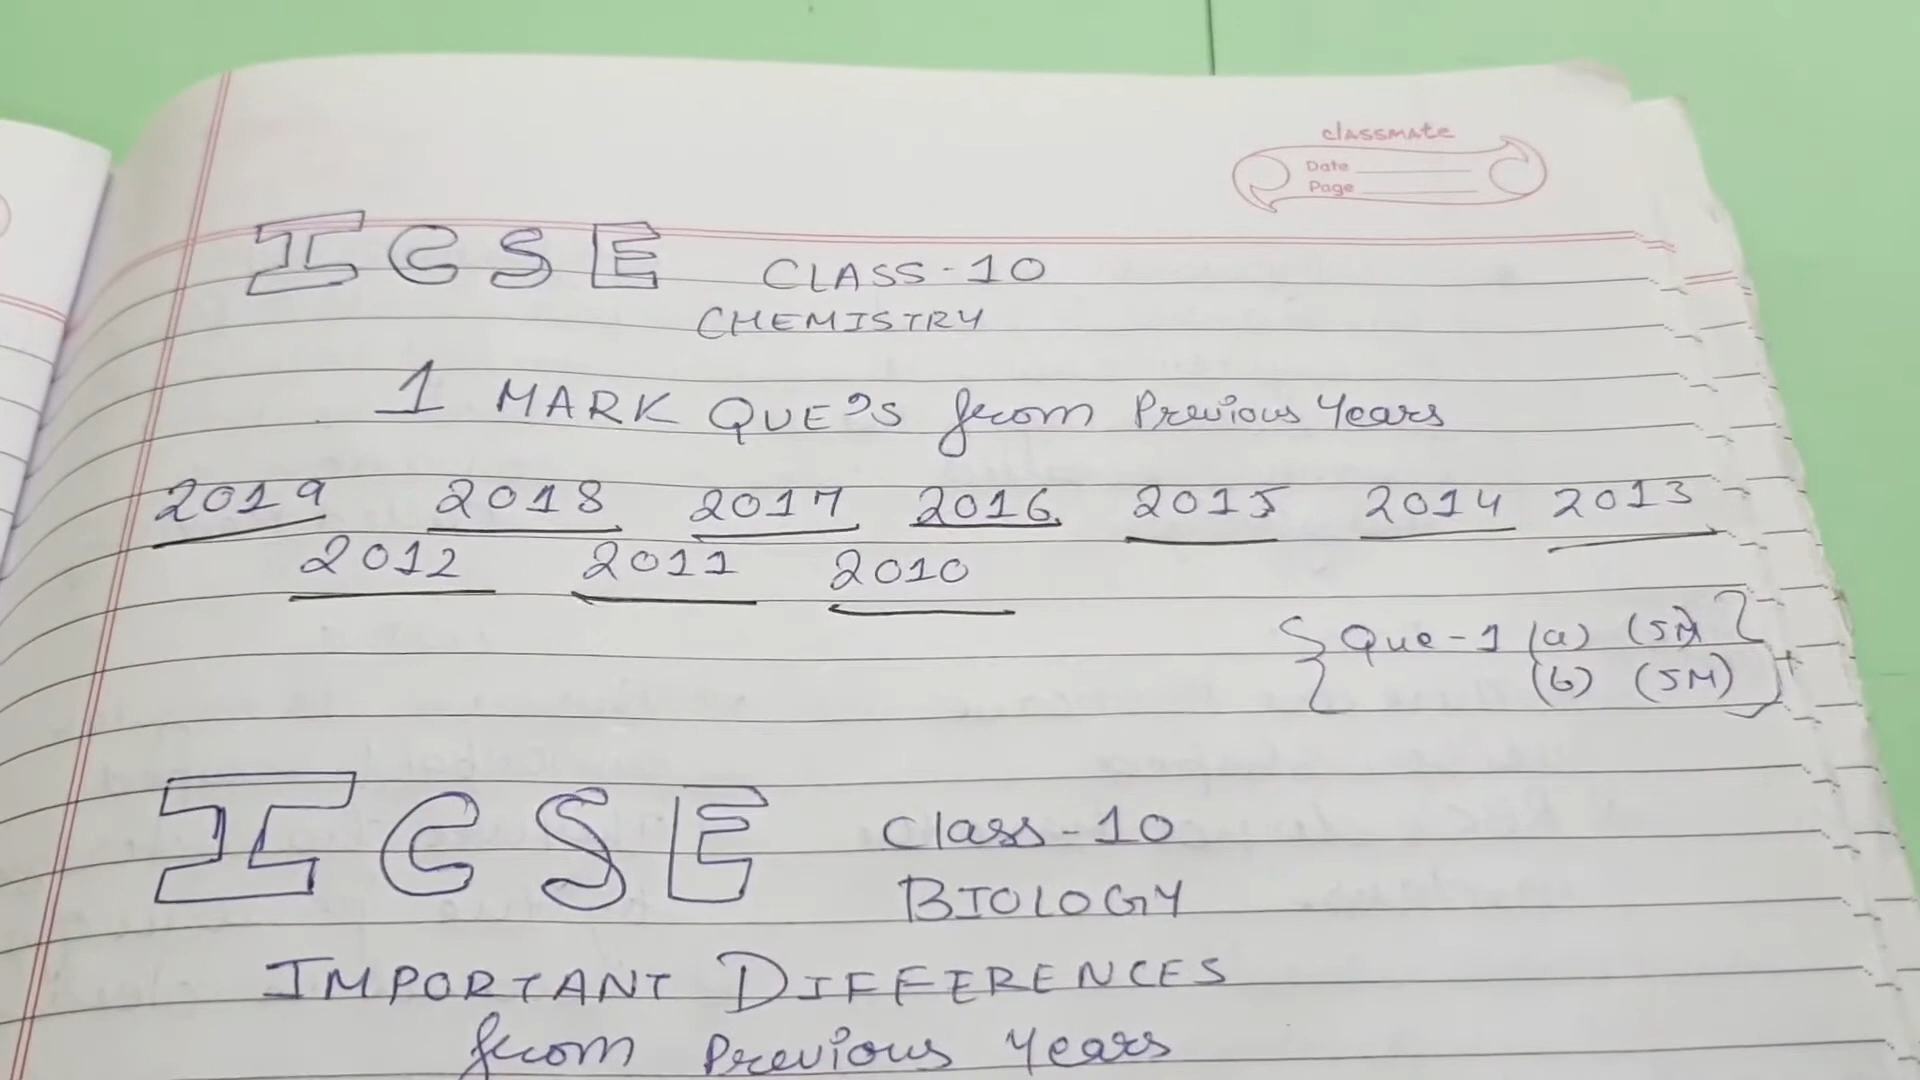 classmate
Date
Page
ICSE CLASS-10
CHEMISTRY
1 MARK QUE'S from Previous Years
2019 2018 2017 2016 2015 2014 2013
2012 2011 2010
{ Que-1 (a) (5M)
(b) (5M) }
ICSE Class-10
BIOLOGY
IMPORTANT DIFFERENCES
from Previous Years